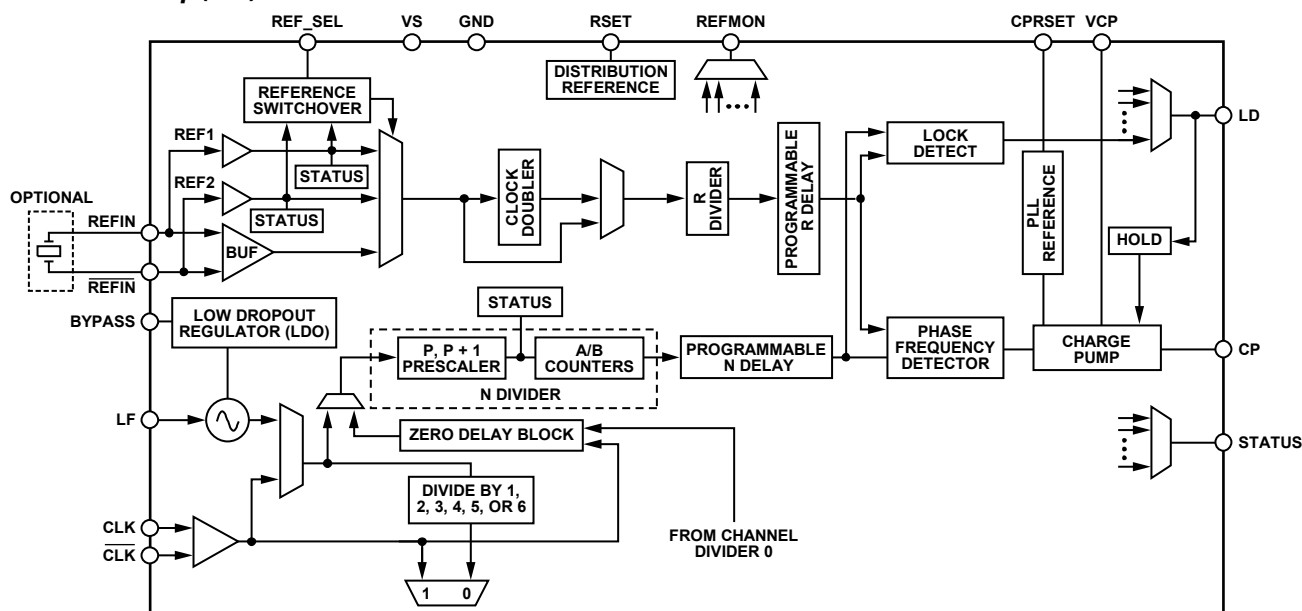 REF_SEL
VS
GND
RSET
REFMON
CPRSET
VCP
REFERENCE
SWITCHOVER
DISTRIBUTION
REFERENCE
REF1
STATUS
REF2
STATUS
OPTIONAL
REFIN
REFIN
BUF
CLOCK
DOUBLER
R
DIVIDER
PROGRAMMABLE
R DELAY
LOCK
DETECT
LD
PLL
REFERENCE
HOLD
BYPASS
LOW DROPOUT
REGULATOR (LDO)
STATUS
P, P + 1
PRESCALER
A/B
COUNTERS
N DIVIDER
PROGRAMMABLE
N DELAY
PHASE
FREQUENCY
DETECTOR
CHARGE
PUMP
CP
LF
ZERO DELAY BLOCK
STATUS
DIVIDE BY 1,
2, 3, 4, 5, OR 6
CLK
CLK
FROM CHANNEL
DIVIDER 0
1 0